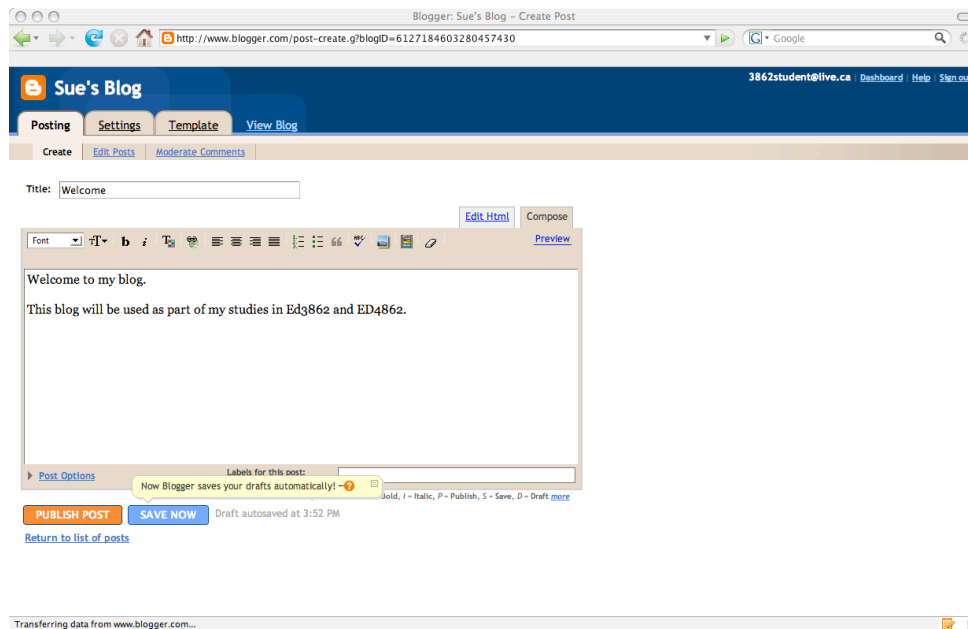 Blogger: Sue's Blog – Create Post
http://www.blogger.com/post-create.g?blogID=6127184603280457430
Google
Sue's Blog
3862student@live.ca | Dashboard | Help | Sign ou
Posting Settings Template View Blog
Create Edit Posts Moderate Comments
Title: Welcome
Edit Html Compose
Font Preview
Welcome to my blog.
This blog will be used as part of my studies in Ed3862 and ED4862.
Post Options Labels for this post:
Now Blogger saves your drafts automatically! –?
Bold, I – Italic, P – Publish, S – Save, D – Draft more
PUBLISH POST SAVE NOW Draft autosaved at 3:52 PM
Return to list of posts
Transferring data from www.blogger.com...